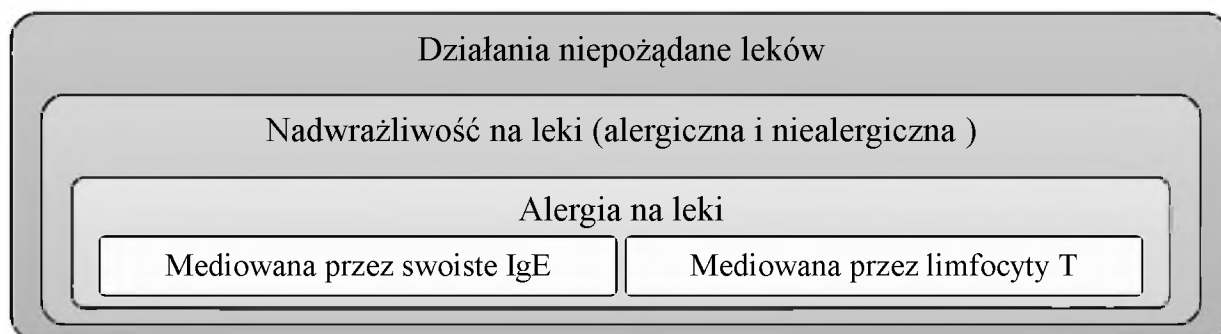 Działania niepożądane leków
Nadwrażliwość na leki (alergiczna i niealergiczna )
Alergia na leki
Mediowana przez swoiste IgE
Mediowana przez limfocyty T